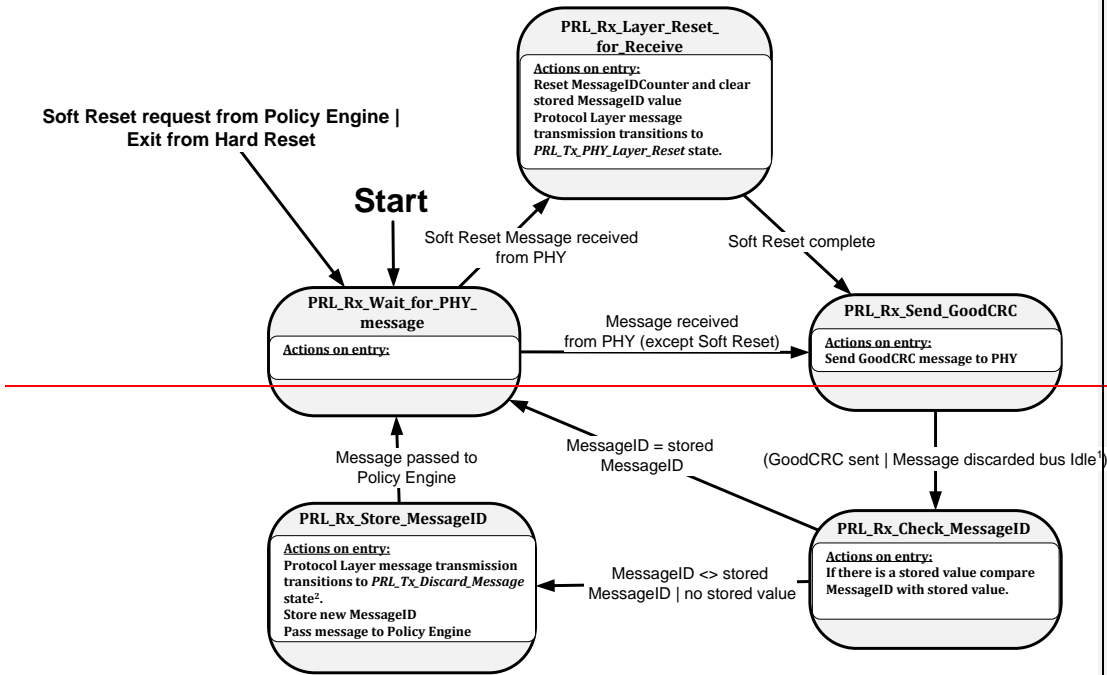 PRL_Rx_Layer_Reset_
for_Receive
Actions on entry:
Reset MessageIDCounter and clear
stored MessageID value
Protocol Layer message
transmission transitions to
PRL_Tx_PHY_Layer_Reset state.
Soft Reset request from Policy Engine |
Exit from Hard Reset
Start
Soft Reset Message received
from PHY
Soft Reset complete
PRL_Rx_Wait_for_PHY_
message
Actions on entry:
Message received
from PHY (except Soft Reset)
PRL_Rx_Send_GoodCRC
Actions on entry:
Send GoodCRC message to PHY
Message passed to
Policy Engine
MessageID = stored
MessageID
(GoodCRC sent | Message discarded bus Idle¹)
PRL_Rx_Store_MessageID
Actions on entry:
Protocol Layer message transmission
transitions to PRL_Tx_Discard_Message
state².
Store new MessageID
Pass message to Policy Engine
MessageID <> stored
MessageID | no stored value
PRL_Rx_Check_MessageID
Actions on entry:
If there is a stored value compare
MessageID with stored value.